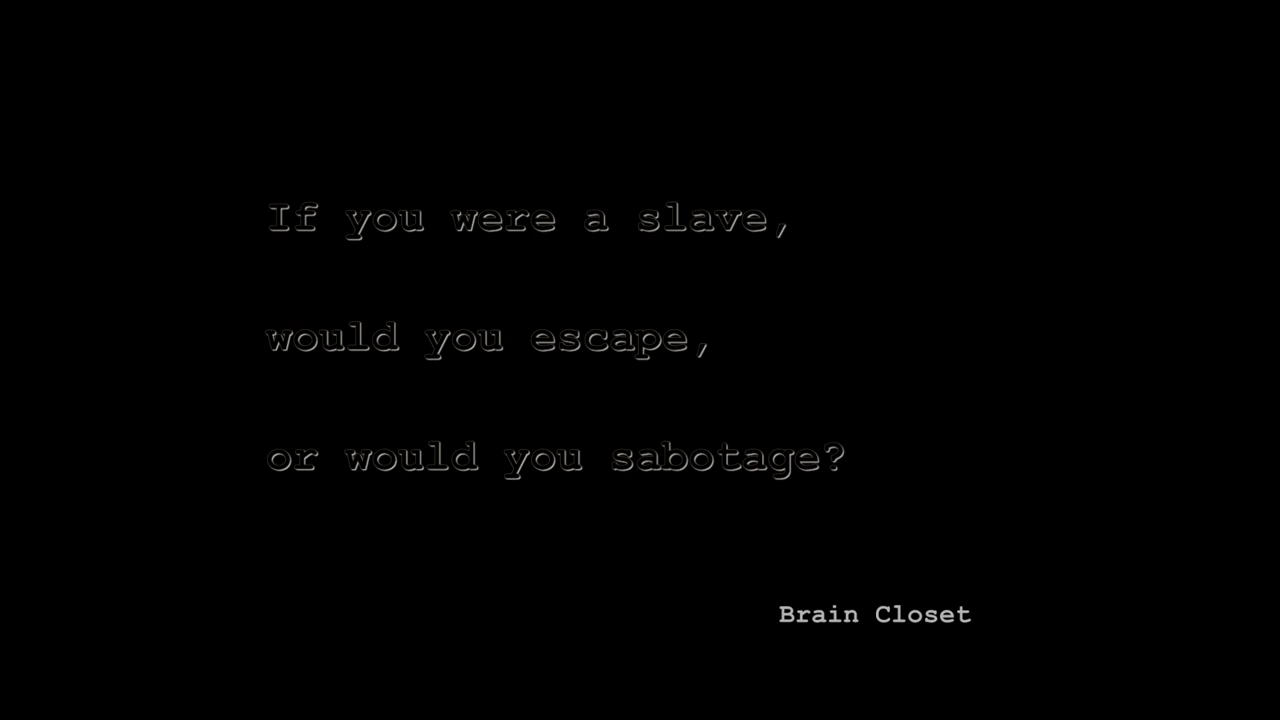 If you were a slave,
would you escape,
or would you sabotage?
Brain Closet